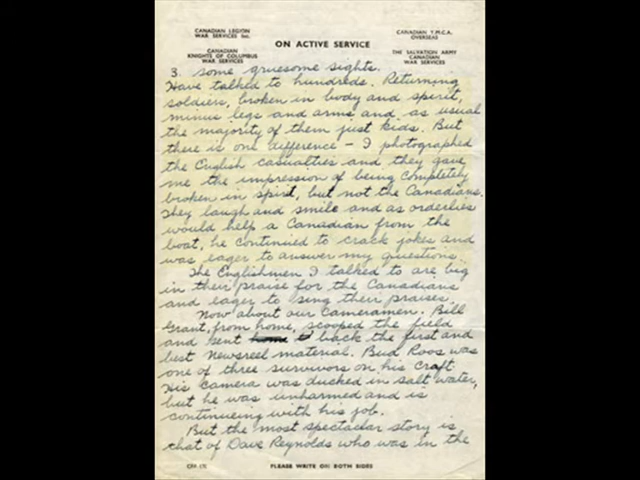 CANADIAN LEGION
WAR SERVICES Inc.
CANADIAN
KNIGHTS OF COLUMBUS
WAR SERVICES
ON ACTIVE SERVICE
CANADIAN Y.M.C.A.
OVERSEAS
THE SALVATION ARMY
CANADIAN
WAR SERVICES
3. some gruesome sights.
Have talked to hundreds. Returning
soldiers, broken in body and spirit,
minus legs and arms and as usual
the majority of them just kids. But
there is one difference – I photographed
the English casualties and they gave
me the impression of being completely
broken in spirit, but not the Canadians.
They laugh and smile and as orderlies
would help a Canadian from the
boat, he continued to crack jokes and
was eager to answer my questions.
The Englishmen I talked to are big
in their praise for the Canadians
and eager to sing their praises.
Now about our Cameramen. Bill
Grant, from home, scooped the field
and sent back the first and
best Newsreel material. Bud Roos was
one of three survivors on his craft.
His camera was ducked in salt water,
but he was unharmed and is
continueing with his job.
But the most spectacular story is
that of Dave Reynolds who was in the
PLEASE WRITE ON BOTH SIDES